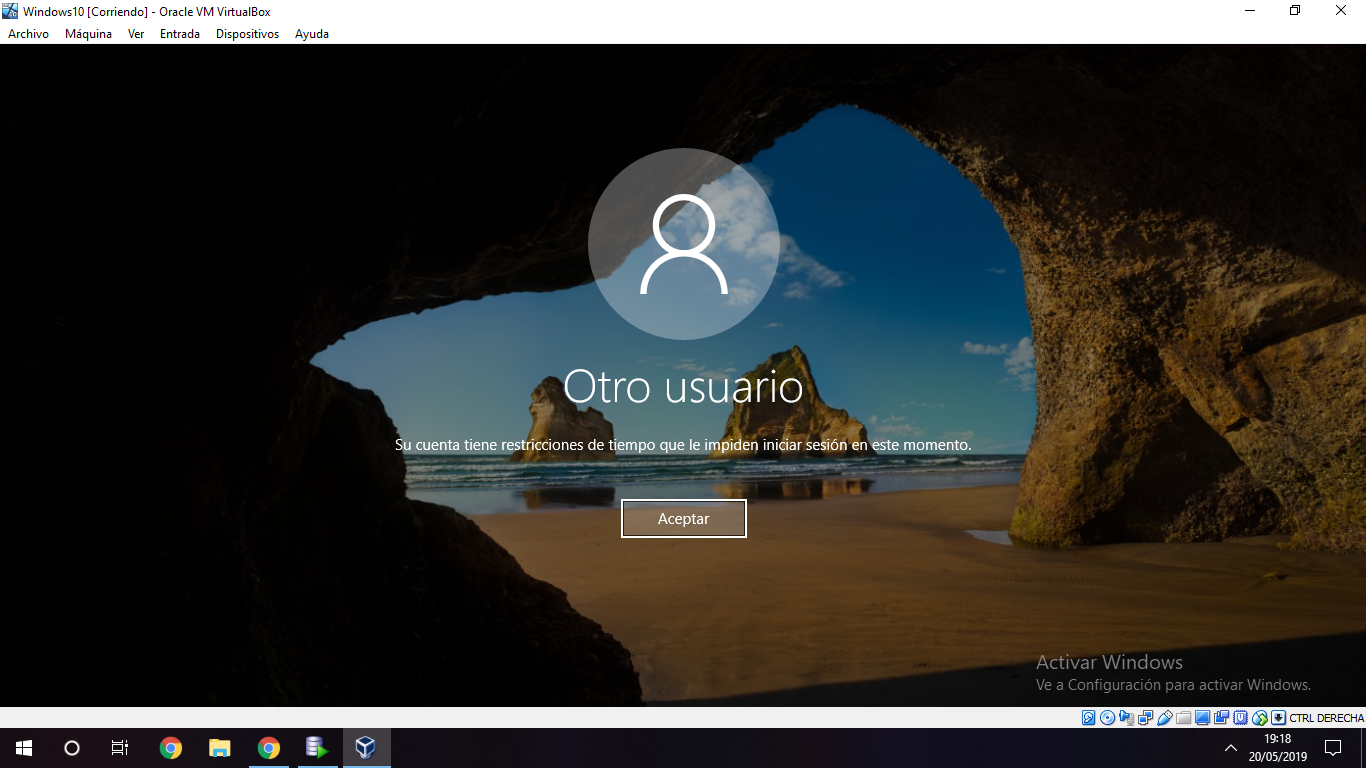 Windows10 [Corriendo] - Oracle VM VirtualBox
Archivo Máquina Ver Entrada Dispositivos Ayuda
Otro usuario
Su cuenta tiene restricciones de tiempo que le impiden iniciar sesión en este momento.
Aceptar
Activar Windows
Ve a Configuración para activar Windows.
CTRL DERECHA
19:18
20/05/2019